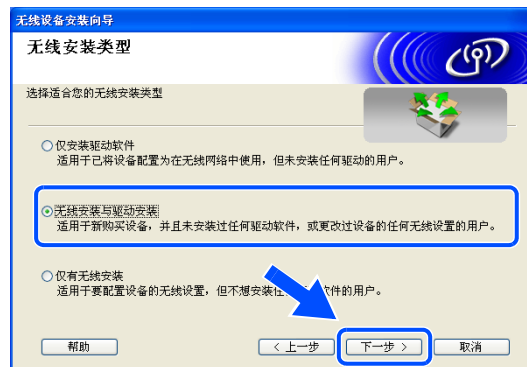 无线设备安装向导
无线安装类型
选择适合您的无线安装类型
仅安装驱动软件
适用于已将设备配置为在无线网络中使用，但未安装任何驱动的用户。
无线安装与驱动安装
适用于新购买设备，并且未安装过任何驱动软件，或更改过设备的任何无线设置的用户。
仅有无线安装
适用于要配置设备的无线设置，但不想安装 软件的用户。
帮助
< 上一步
下一步 >
取消